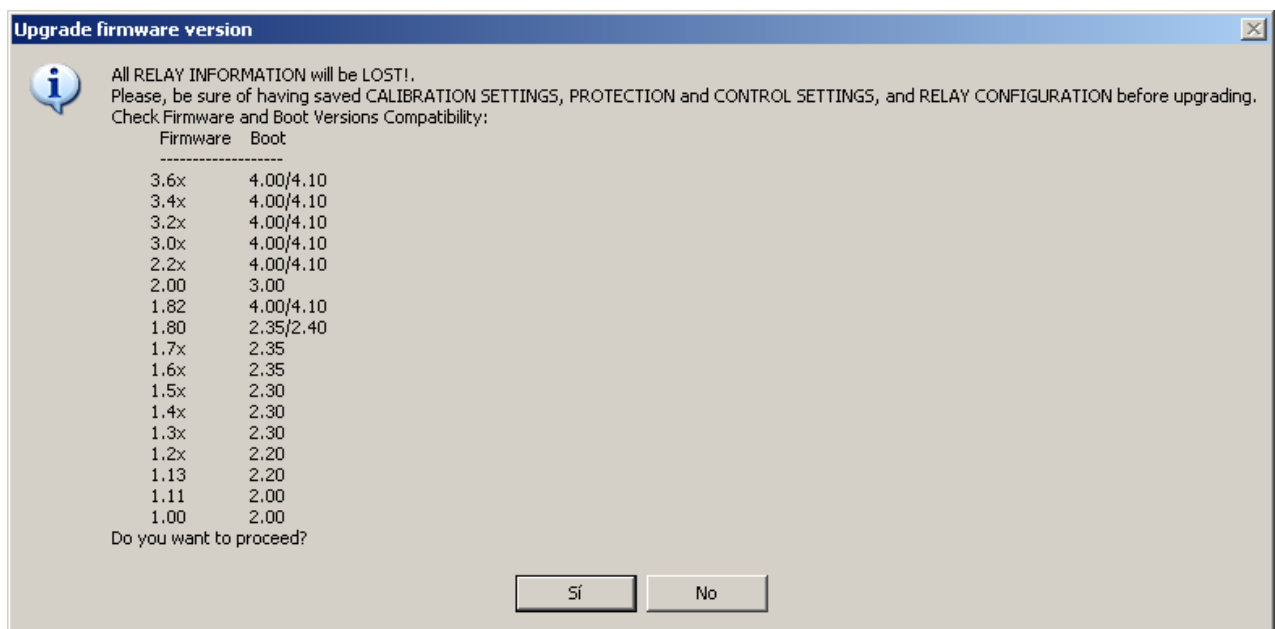 Upgrade firmware version
All RELAY INFORMATION will be LOST!.
Please, be sure of having saved CALIBRATION SETTINGS, PROTECTION and CONTROL SETTINGS, and RELAY CONFIGURATION before upgrading.
Check Firmware and Boot Versions Compatibility:
Firmware Boot
-------------------
3.6x 4.00/4.10
3.4x 4.00/4.10
3.2x 4.00/4.10
3.0x 4.00/4.10
2.2x 4.00/4.10
2.00 3.00
1.82 4.00/4.10
1.80 2.35/2.40
1.7x 2.35
1.6x 2.35
1.5x 2.30
1.4x 2.30
1.3x 2.30
1.2x 2.20
1.13 2.20
1.11 2.00
1.00 2.00
Do you want to proceed?
Sí No